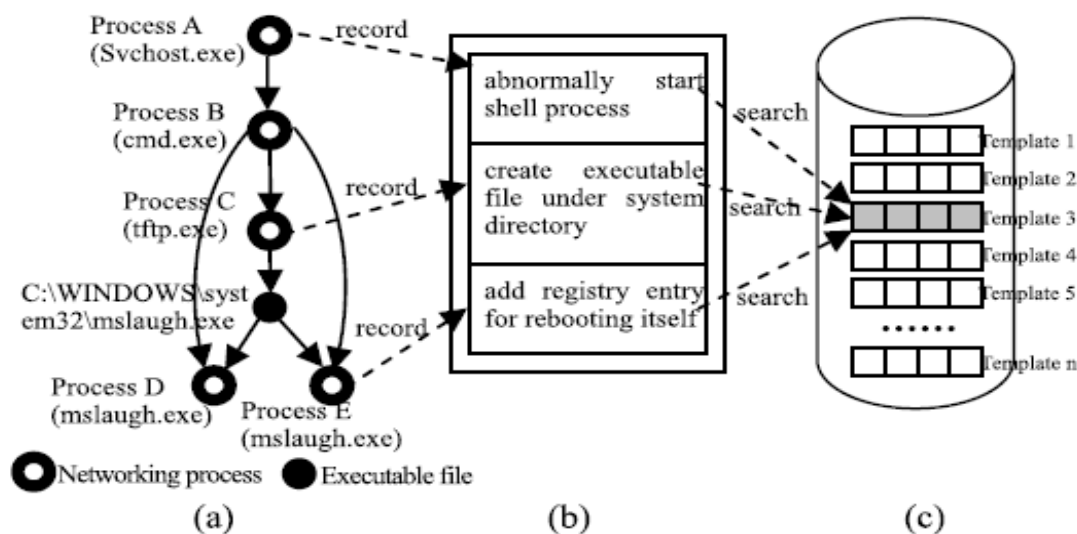 Process A
(Svchost.exe)
record
Process B
(cmd.exe)
record
Process C
(tftp.exe)
C:\WINDOWS\syst
em32\mslaugh.exe
record
Process D
(mslaugh.exe)
Process E
(mslaugh.exe)
Networking process
Executable file
(a)
abnormally start
shell process
create executable
file under system
directory
add registry entry
for rebooting itself
(b)
search
search
search
Template 1
Template 2
Template 3
Template 4
Template 5
......
Template n
(c)